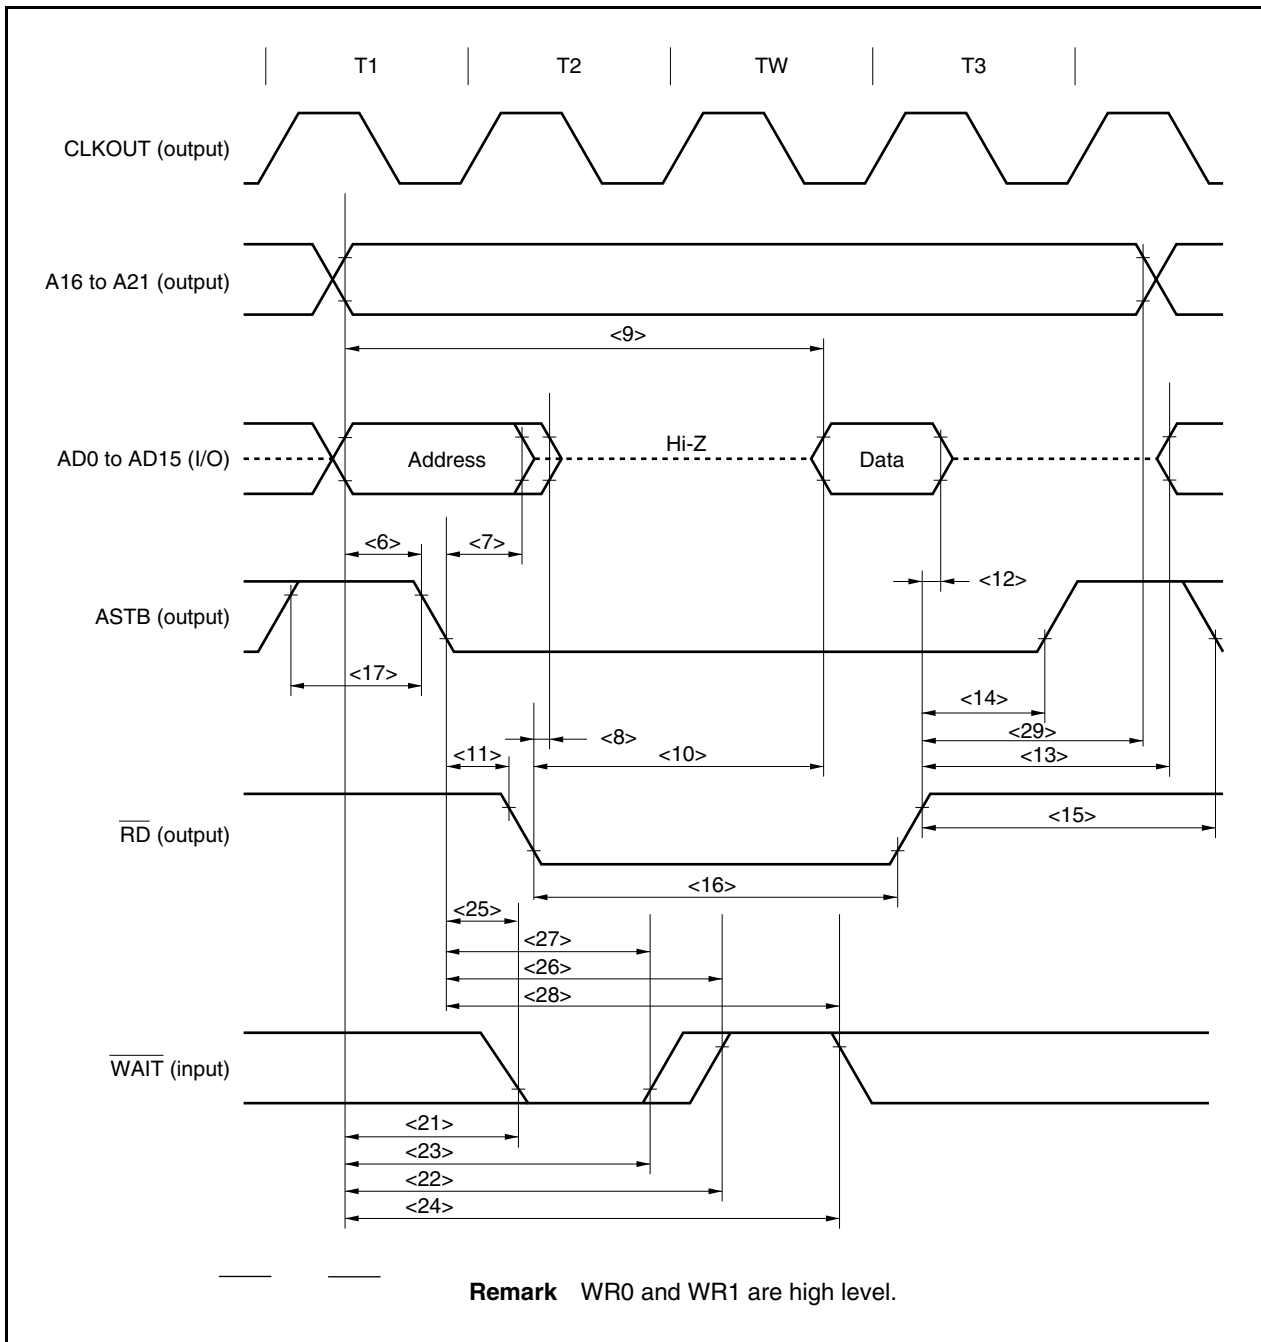 T1 T2 TW T3
CLKOUT (output)
A16 to A21 (output)
<9>
AD0 to AD15 (I/O)
Address
Hi-Z
Data
<6>
<7>
<12>
ASTB (output)
<17>
<14>
<8>
<29>
<11>
<10>
<13>
RD (output)
<15>
<16>
<25>
<27>
<26>
<28>
WAIT (input)
<21>
<23>
<22>
<24>
Remark WR0 and WR1 are high level.